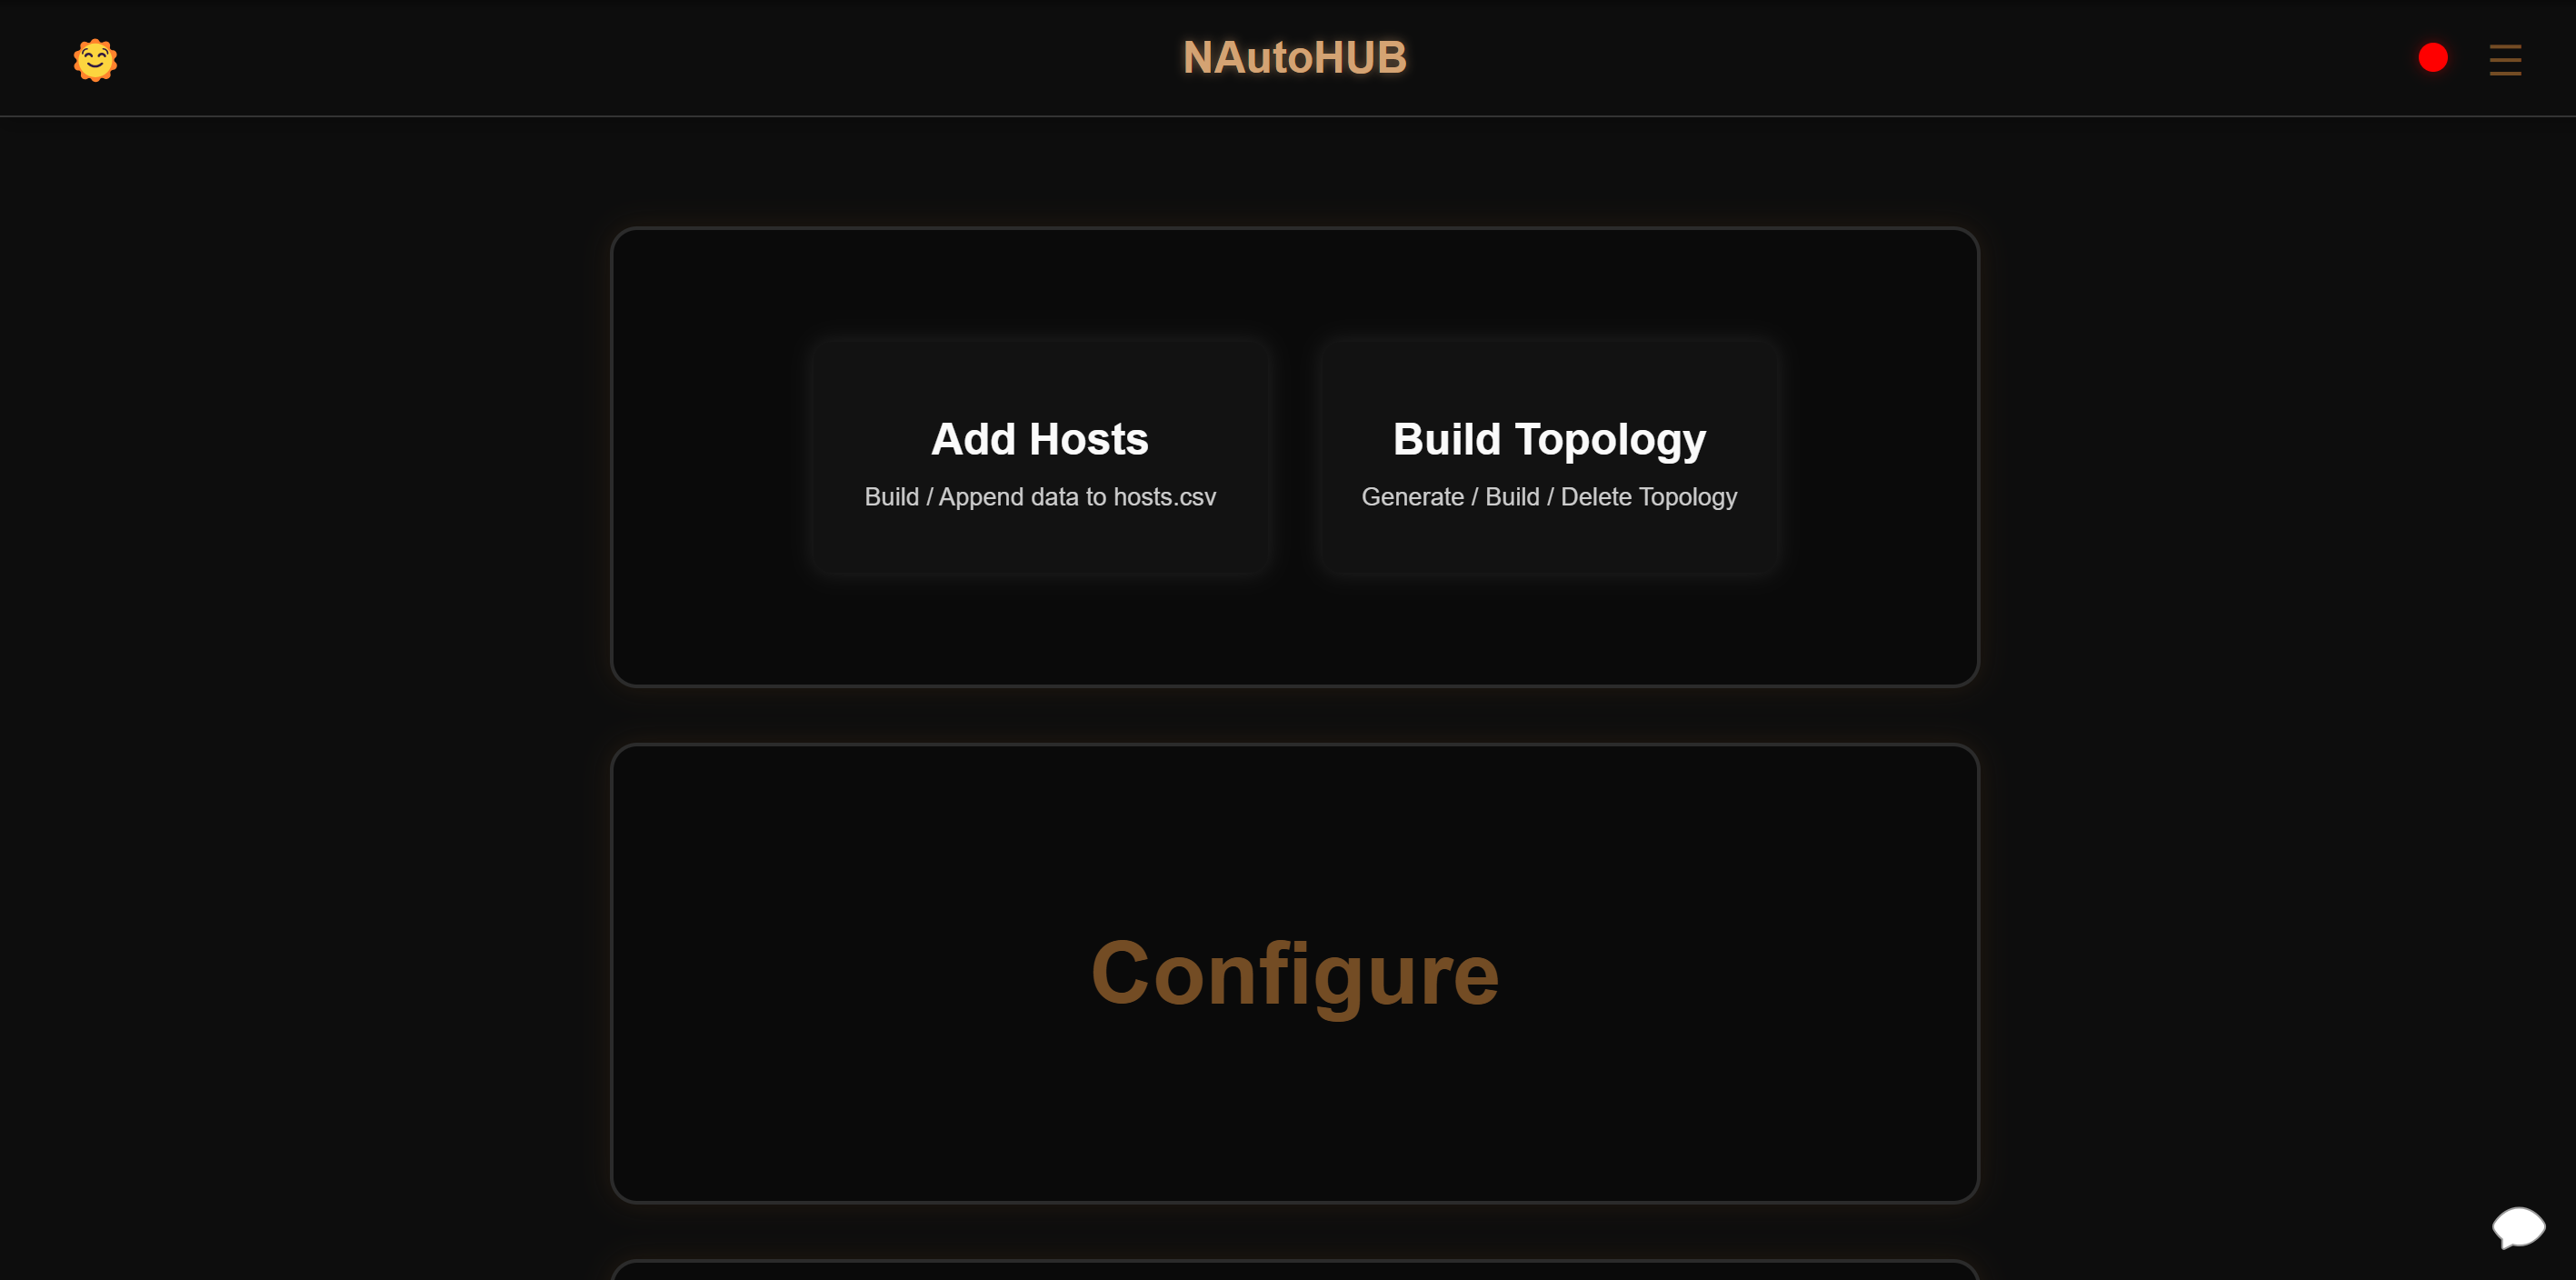 NAutoHUB
Add Hosts
Build / Append data to hosts.csv
Build Topology
Generate / Build / Delete Topology
Configure